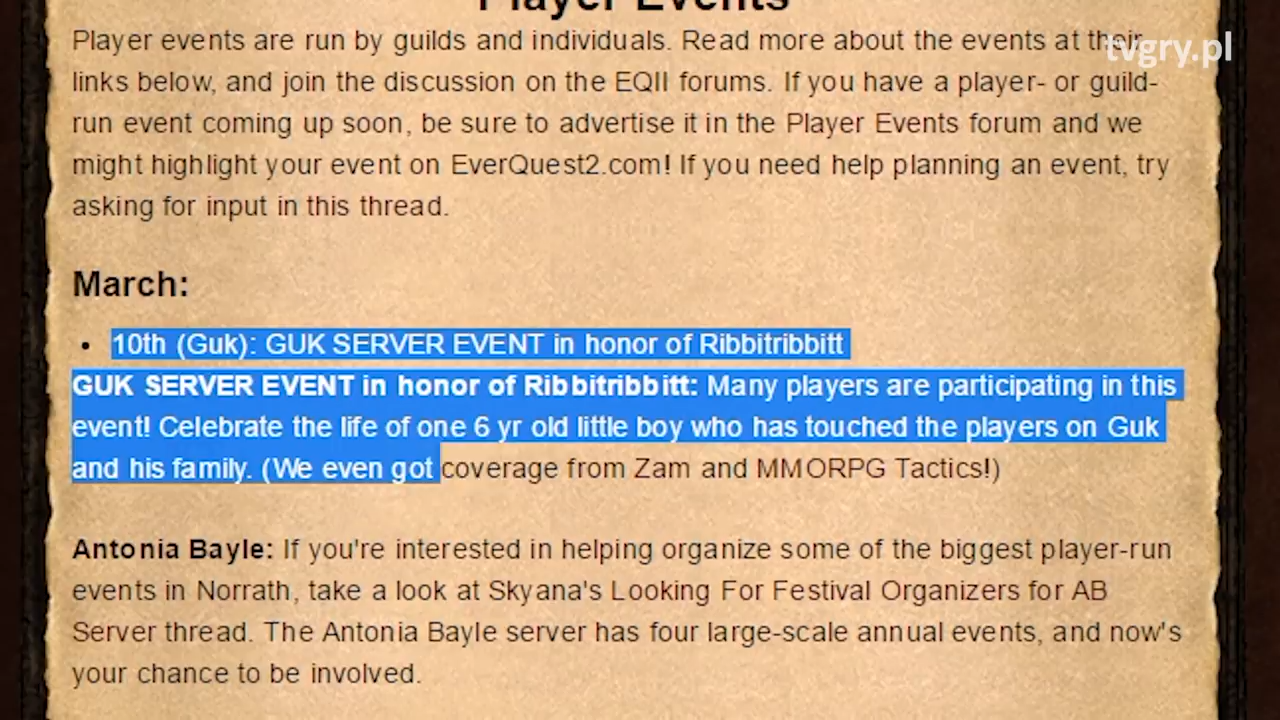 Player Events
Player events are run by guilds and individuals. Read more about the events at their
tvgry.pl
links below, and join the discussion on the EQII forums. If you have a player- or guild-
run event coming up soon, be sure to advertise it in the Player Events forum and we
might highlight your event on EverQuest2.com! If you need help planning an event, try
asking for input in this thread.
March:
• 10th (Guk): GUK SERVER EVENT in honor of Ribbitribbitt
GUK SERVER EVENT in honor of Ribbitribbitt: Many players are participating in this
event! Celebrate the life of one 6 yr old little boy who has touched the players on Guk
and his family. (We even got coverage from Zam and MMORPG Tactics!)
Antonia Bayle: If you're interested in helping organize some of the biggest player-run
events in Norrath, take a look at Skyana's Looking For Festival Organizers for AB
Server thread. The Antonia Bayle server has four large-scale annual events, and now's
your chance to be involved.